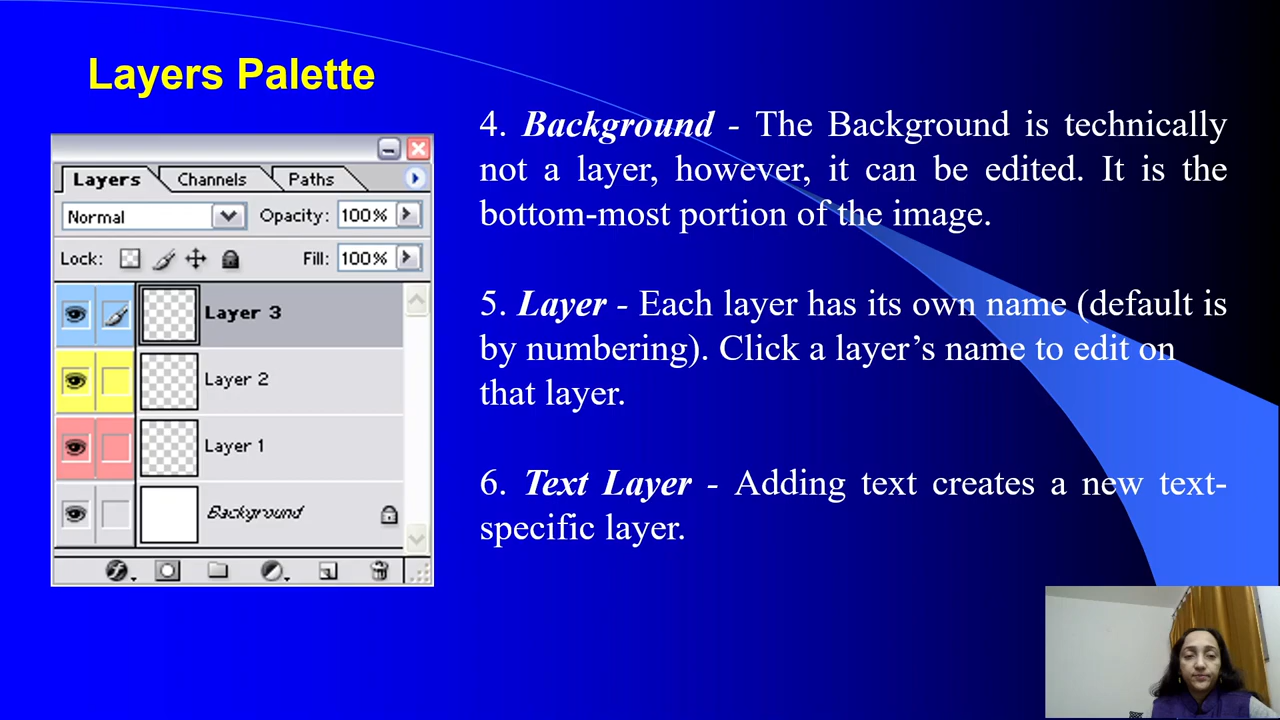 Layers Palette
Layers Channels Paths
Normal Opacity: 100%
Lock: Fill: 100%
Layer 3
Layer 2
Layer 1
Background
4. Background - The Background is technically
not a layer, however, it can be edited. It is the
bottom-most portion of the image.
5. Layer - Each layer has its own name (default is
by numbering). Click a layer’s name to edit on
that layer.
6. Text Layer - Adding text creates a new text-
specific layer.